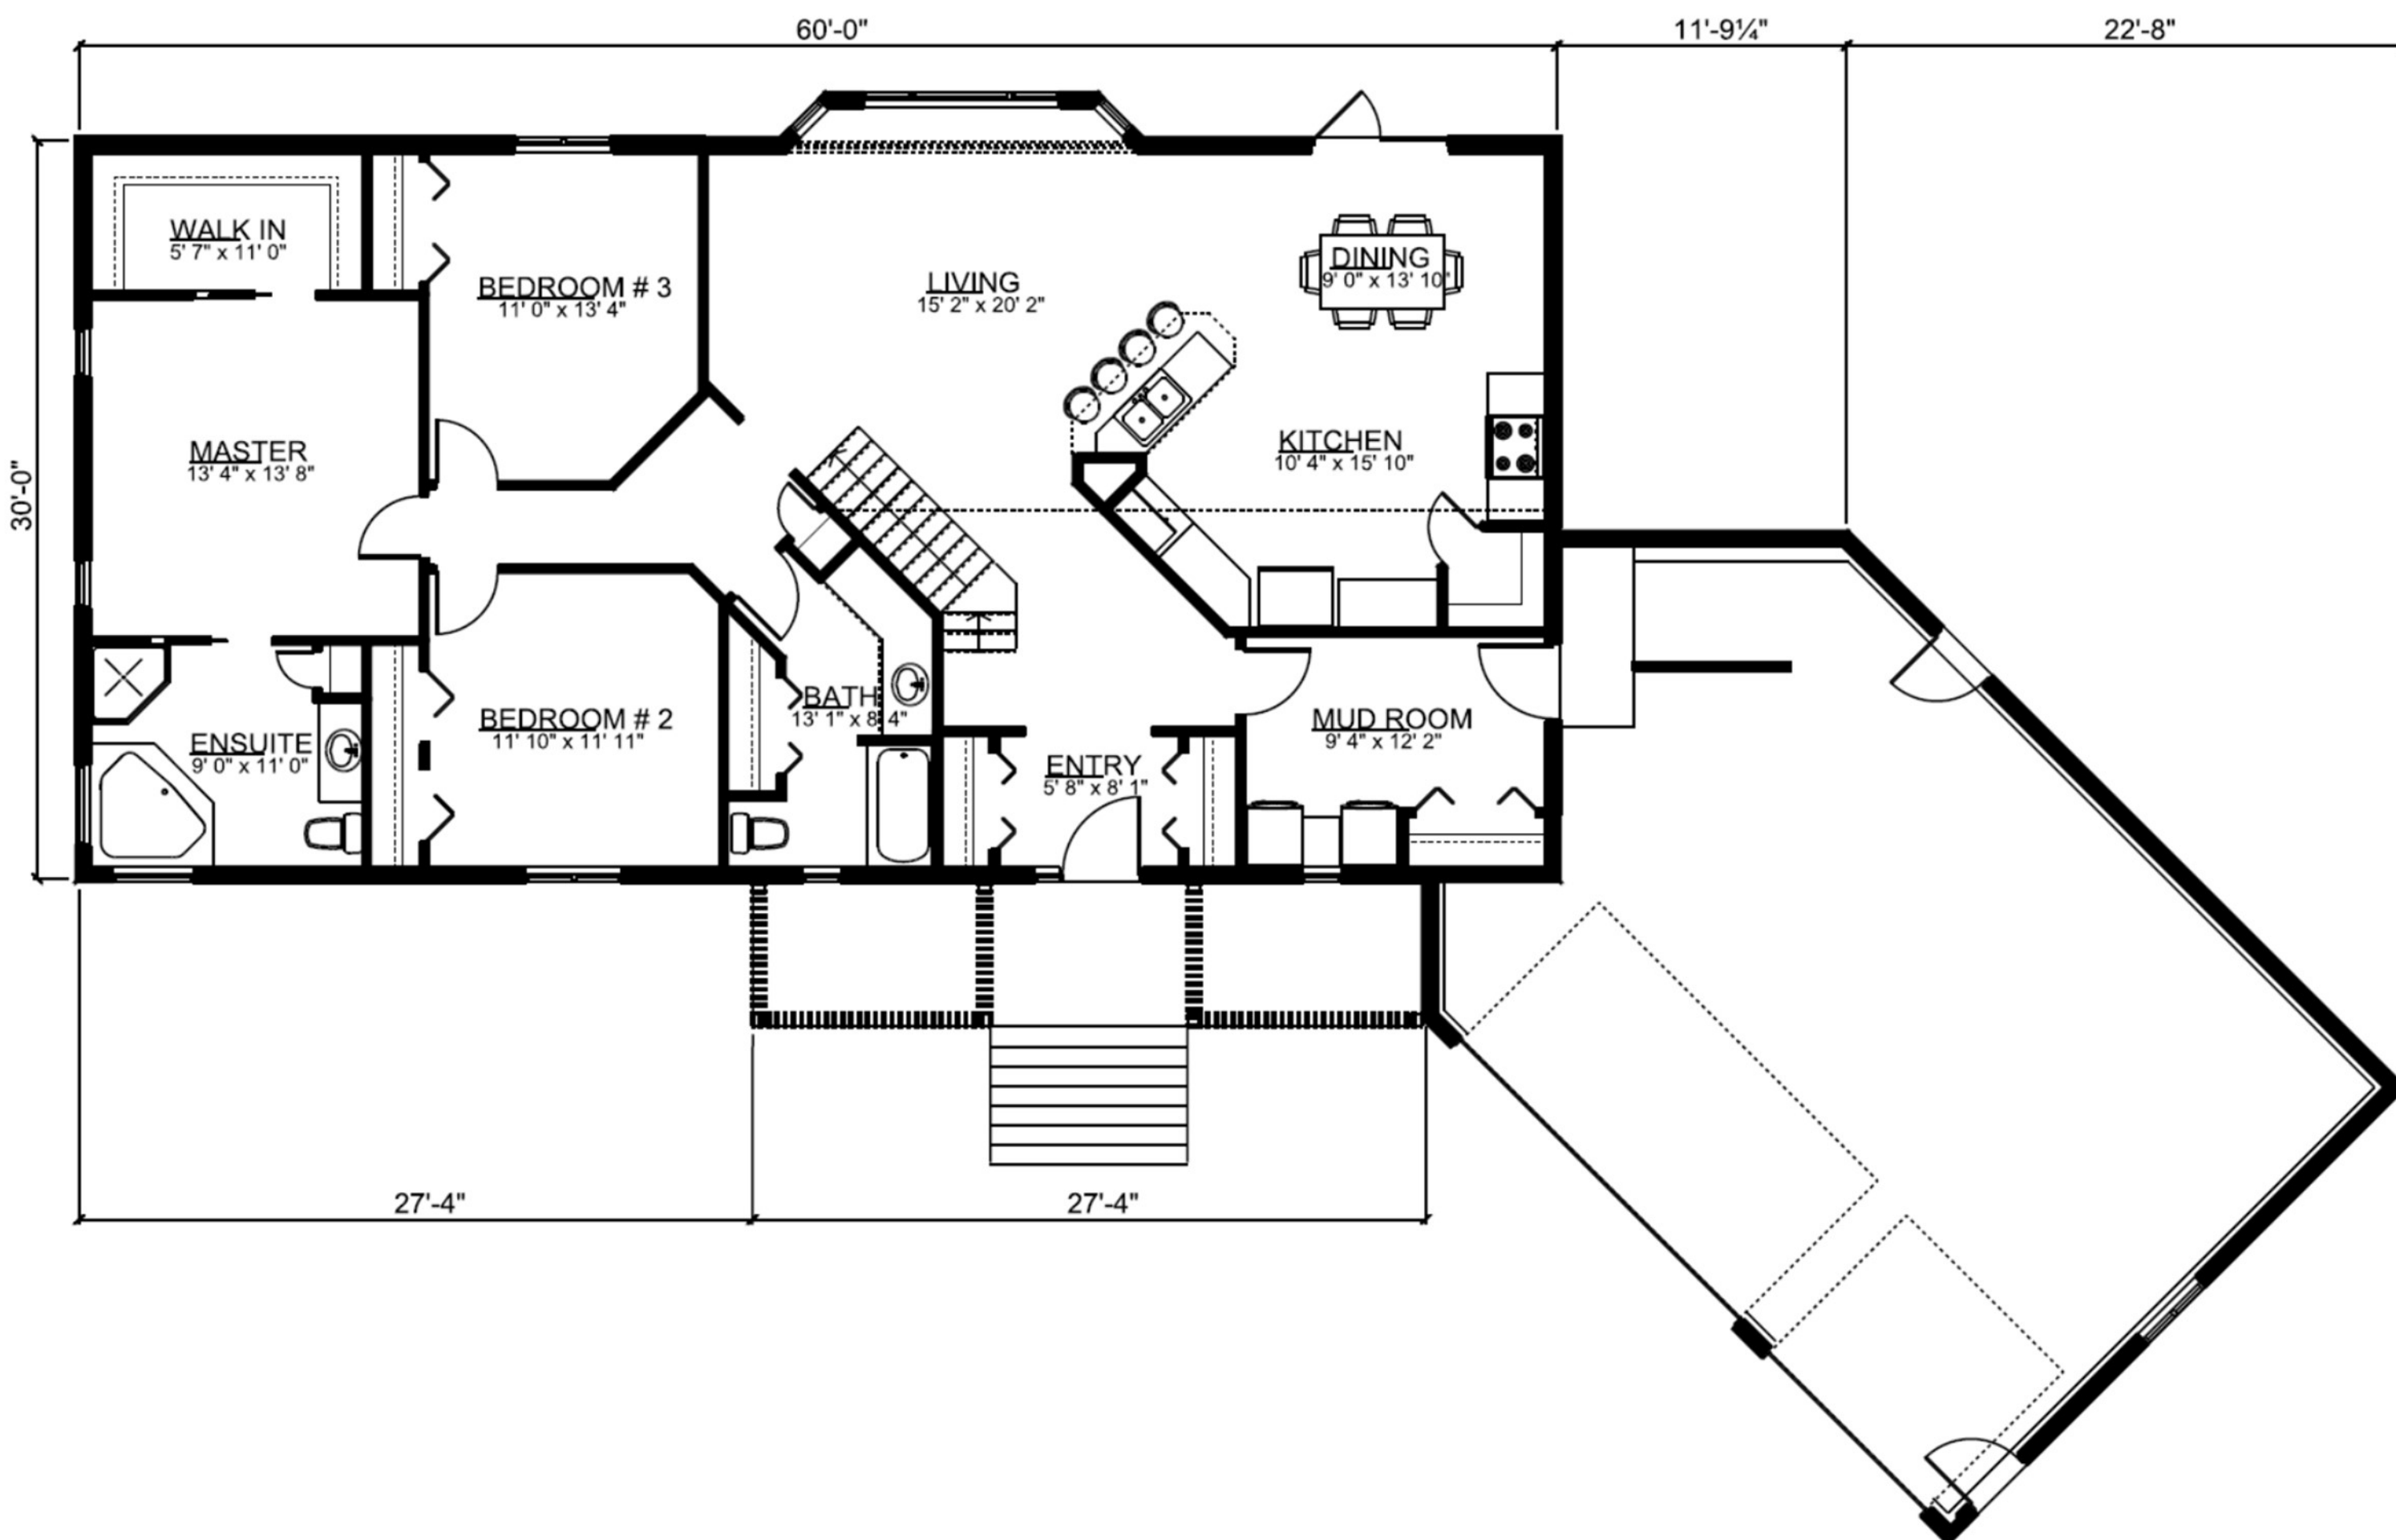 60'-0"
11'-9¼"
22'-8"
30'-0"
WALK IN
5' 7" x 11' 0"
BEDROOM # 3
11' 0" x 13' 4"
LIVING
15' 2" x 20' 2"
DINING
9' 0" x 13' 10"
MASTER
13' 4" x 13' 8"
KITCHEN
10' 4" x 15' 10"
ENSUITE
9' 0" x 11' 0"
BEDROOM # 2
11' 10" x 11' 11"
BATH
13' 1" x 8' 4"
ENTRY
5' 8" x 8' 1"
MUD ROOM
9' 4" x 12' 2"
27'-4"
27'-4"